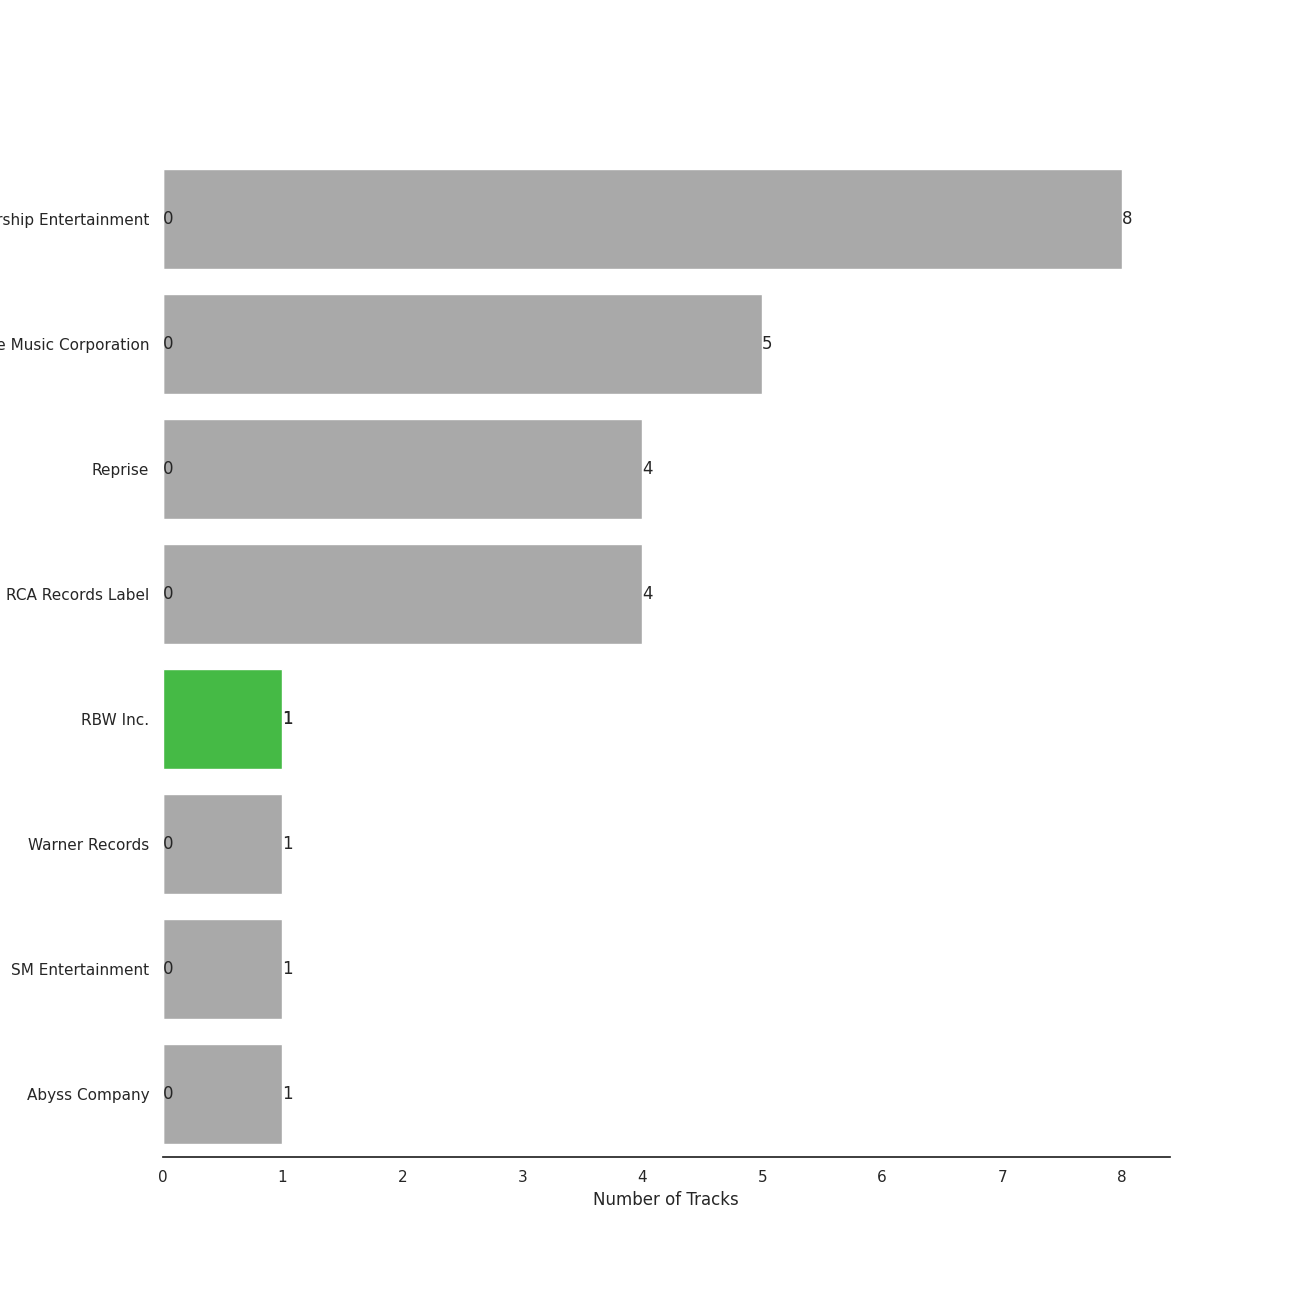 Entertainment 0 8
Music Corporation 0 5
Reprise 0 4
RCA Records Label 0 4
RBW Inc. 1
Warner Records 0 1
SM Entertainment 0 1
Abyss Company 0 1
0 1 2 3 4 5 6 7 8
Number of Tracks